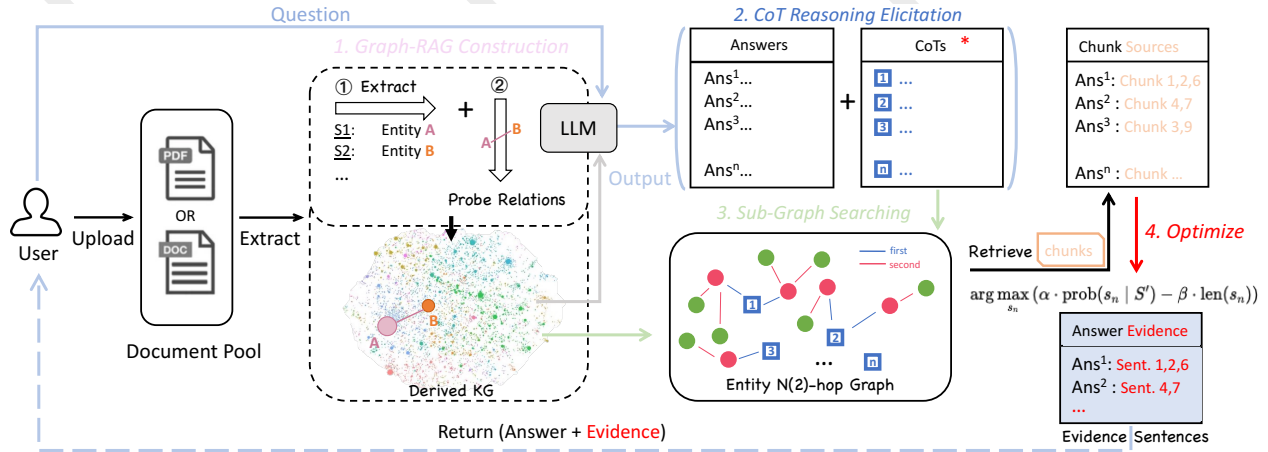 Question
1. Graph-RAG Construction
2. CoT Reasoning Elicitation
① Extract
②
+
S1: Entity A
S2: Entity B
...
A
B
Probe Relations
LLM
Output
Answers
Ans¹...
Ans²...
Ans³...
Ansⁿ...
+
CoTs *
1 ...
2 ...
3 ...
n ...
Chunk Sources
Ans¹: Chunk 1,2,6
Ans² : Chunk 4,7
Ans³ : Chunk 3,9
Ansⁿ : Chunk ...
User
Upload
PDF
OR
DOC
Document Pool
Extract
A
B
Derived KG
3. Sub-Graph Searching
first
second
1
2
3
...
n
Entity N(2)-hop Graph
Retrieve chunks
4. Optimize
arg max (α · prob(sₙ | S′) − β · len(sₙ))
sₙ
Answer Evidence
Ans¹: Sent. 1,2,6
Ans² : Sent. 4,7
...
Evidence Sentences
Return (Answer + Evidence)